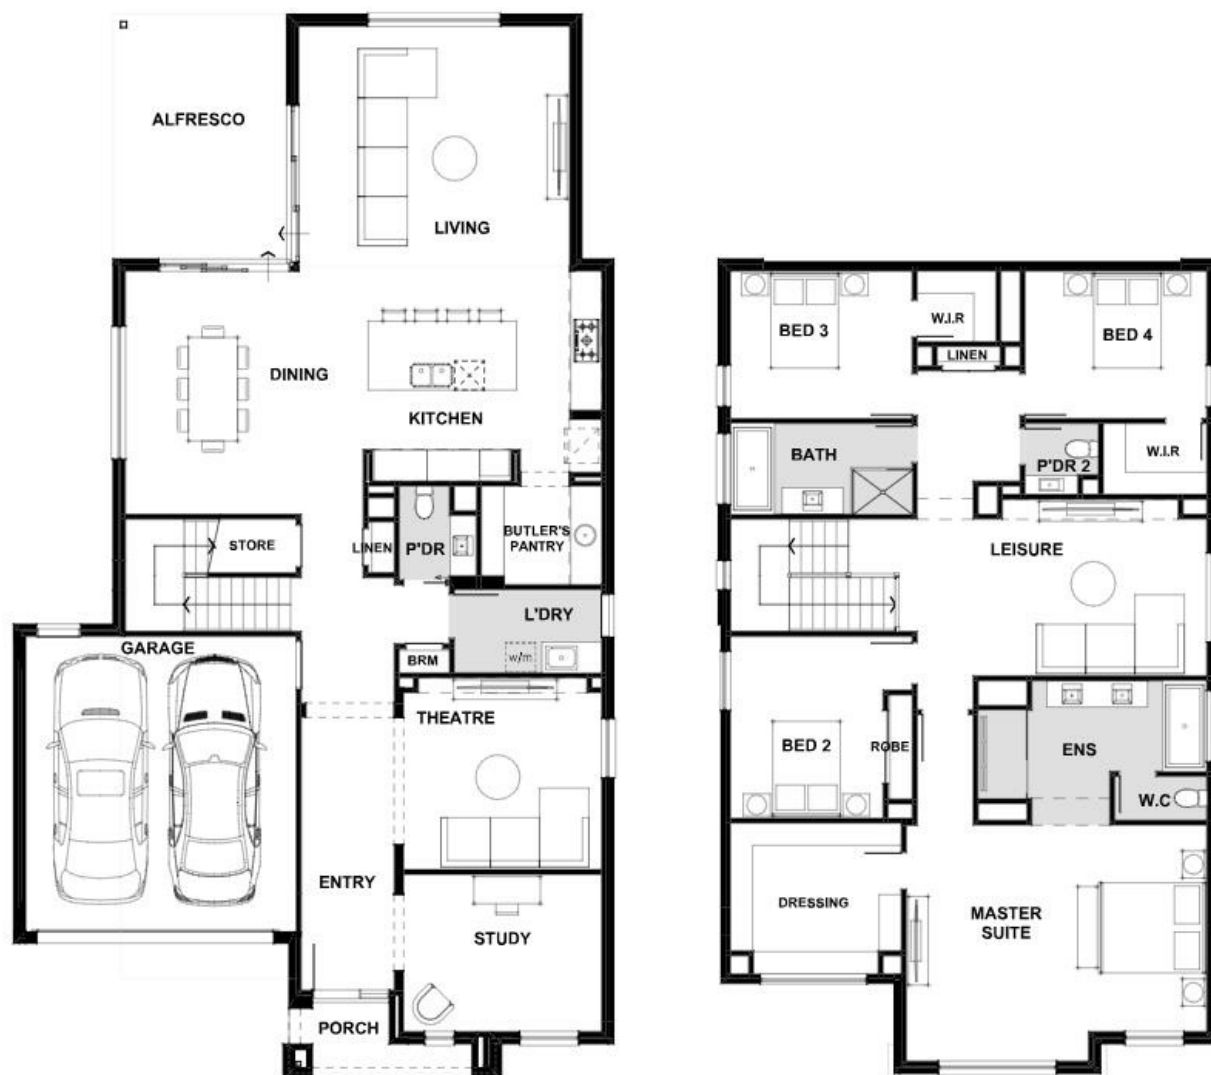 ALFRESCO
LIVING
DINING
KITCHEN
STORE
LINEN
P'DR
BUTLER'S
PANTRY
L'DRY
w/m
BRM
GARAGE
THEATRE
ENTRY
STUDY
PORCH
BED 3
W.I.R
LINEN
BED 4
BATH
P'DR 2
W.I.R
LEISURE
BED 2
ROBE
ENS
W.C
DRESSING
MASTER
SUITE